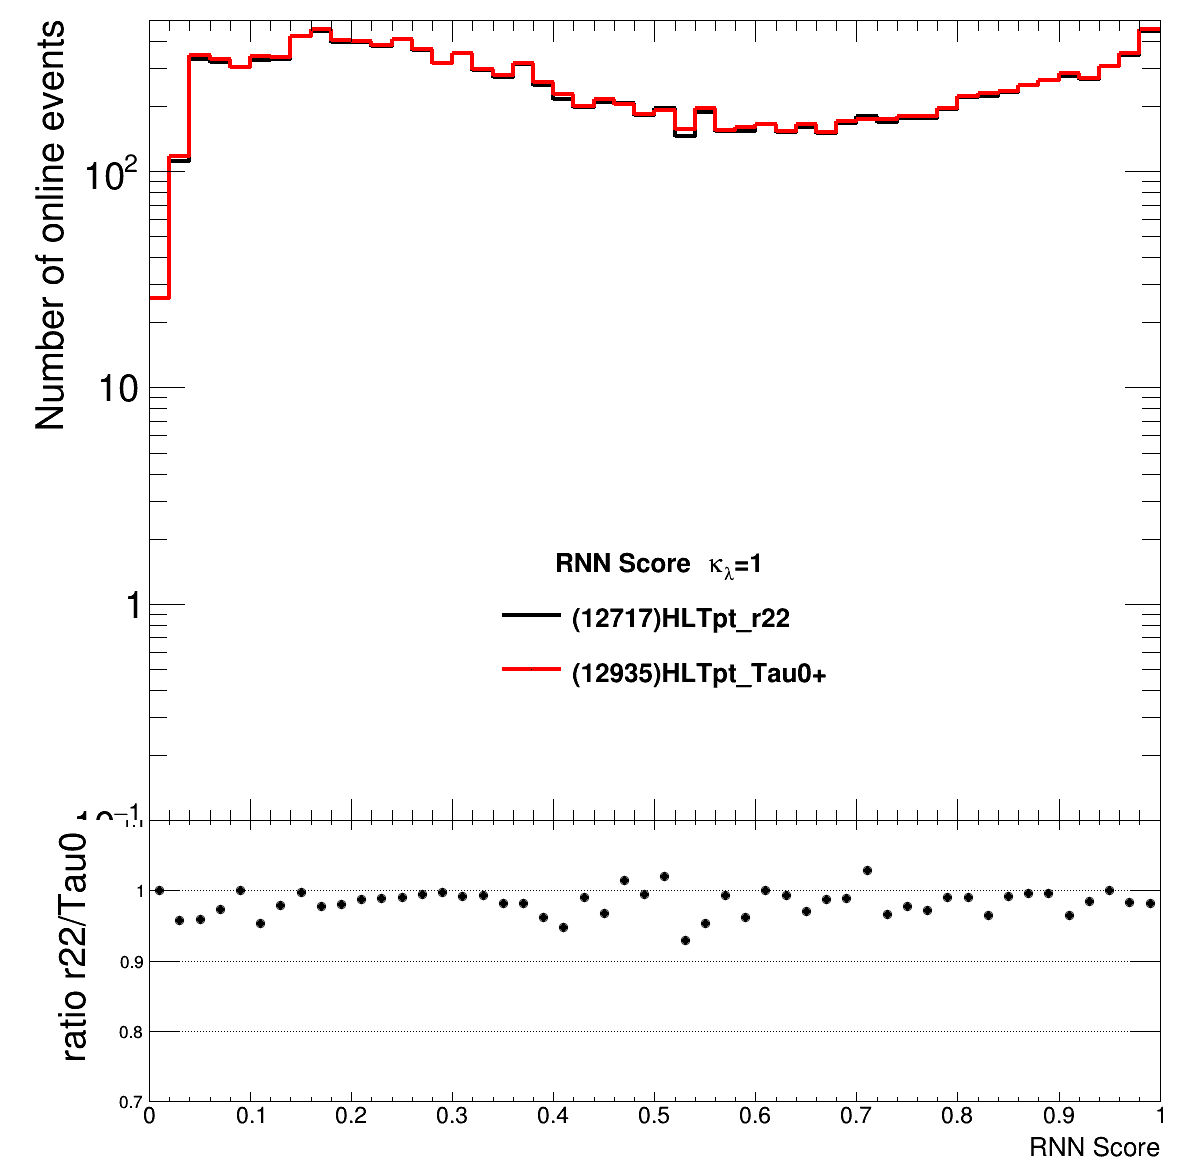 Number of online events
10²
10
1
RNN Score κλ=1
(12717)HLTpt_r22
(12935)HLTpt_Tau0+
ratio r22/Tau0
1
0.9
0.8
0.7
0 0.1 0.2 0.3 0.4 0.5 0.6 0.7 0.8 0.9 1
RNN Score